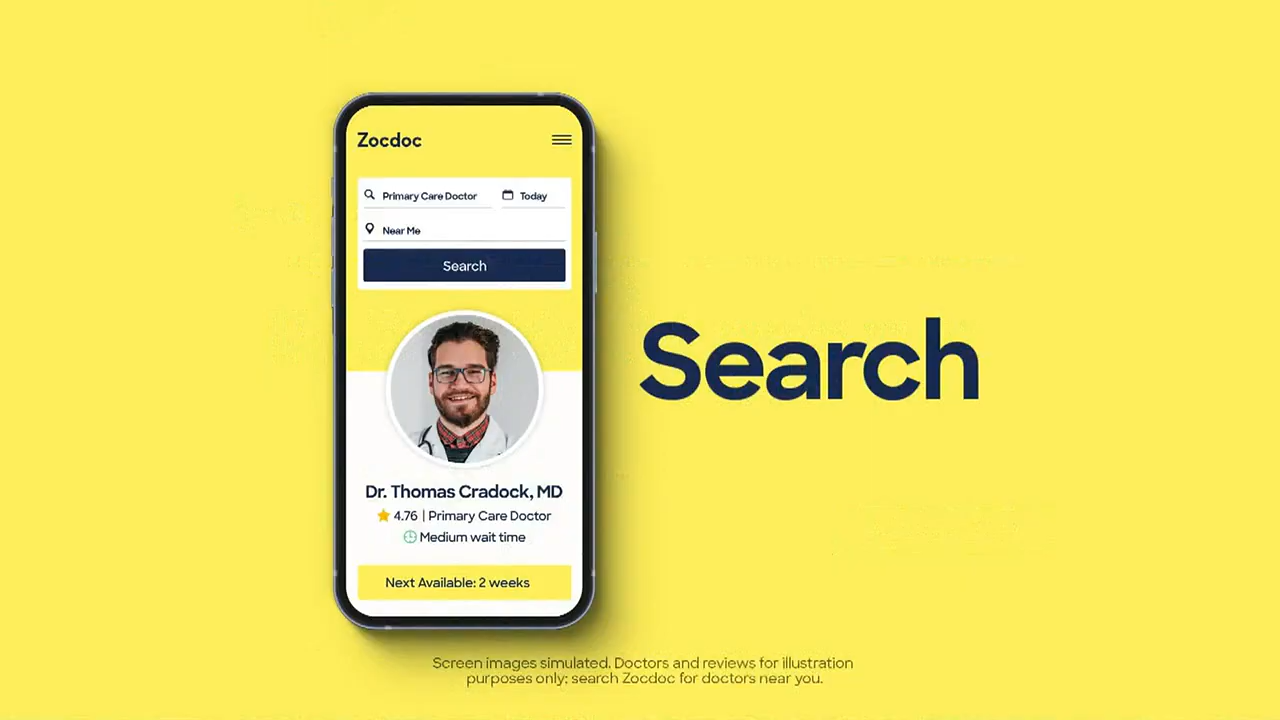 Zocdoc
Primary Care Doctor
Today
Near Me
Search
Dr. Thomas Cradock, MD
4.76 | Primary Care Doctor
Medium wait time
Next Available: 2 weeks
Search
Screen images simulated. Doctors and reviews for illustration
purposes only; search Zocdoc for doctors near you.